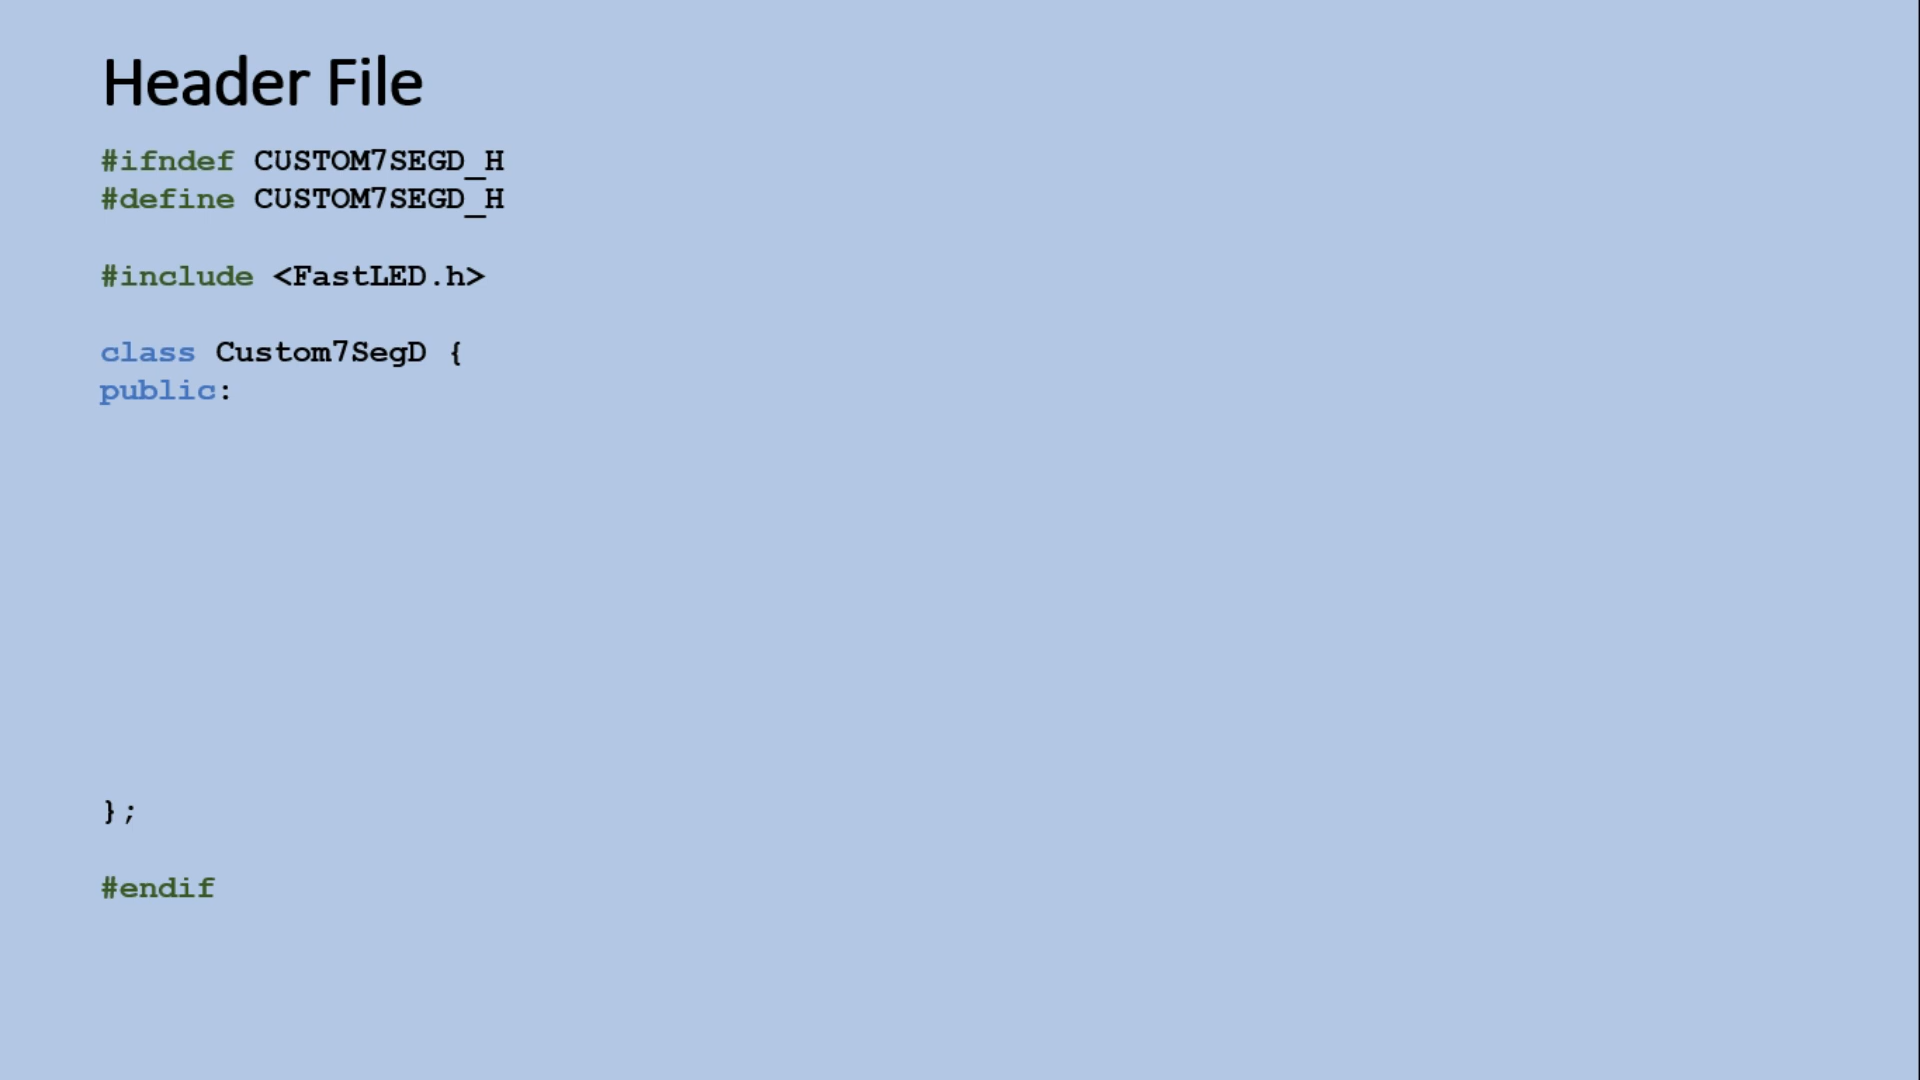 Header File
#ifndef CUSTOM7SEGD_H
#define CUSTOM7SEGD_H
#include <FastLED.h>
class Custom7SegD {
public:
};
#endif